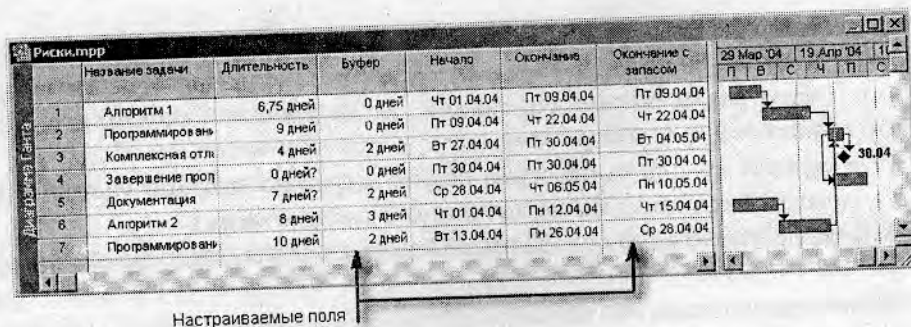 Риски.mpp
Название задачи Длительность Буфер Начало Окончание Окончание с запасом 29 Мар '04 19 Апр '04
П В С Ч П С
1 Алгоритм 1 6,75 дней 0 дней Чт 01.04.04 Пт 09.04.04 Пт 09.04.04
2 Программировани 9 дней 0 дней Пт 09.04.04 Чт 22.04.04 Чт 22.04.04
3 Комплексная отл 4 дней 2 дней Вт 27.04.04 Пт 30.04.04 Вт 04.05.04
4 Завершение прог 0 дней? 0 дней Пт 30.04.04 Пт 30.04.04 Пт 30.04.04 30.04
5 Документация 7 дней? 2 дней Ср 28.04.04 Чт 06.05.04 Пн 10.05.04
6 Алгоритм 2 8 дней 3 дней Чт 01.04.04 Пн 12.04.04 Чт 15.04.04
7 Программировани 10 дней 2 дней Вт 13.04.04 Пн 26.04.04 Ср 28.04.04
Диаграмма Ганта
Настраиваемые поля